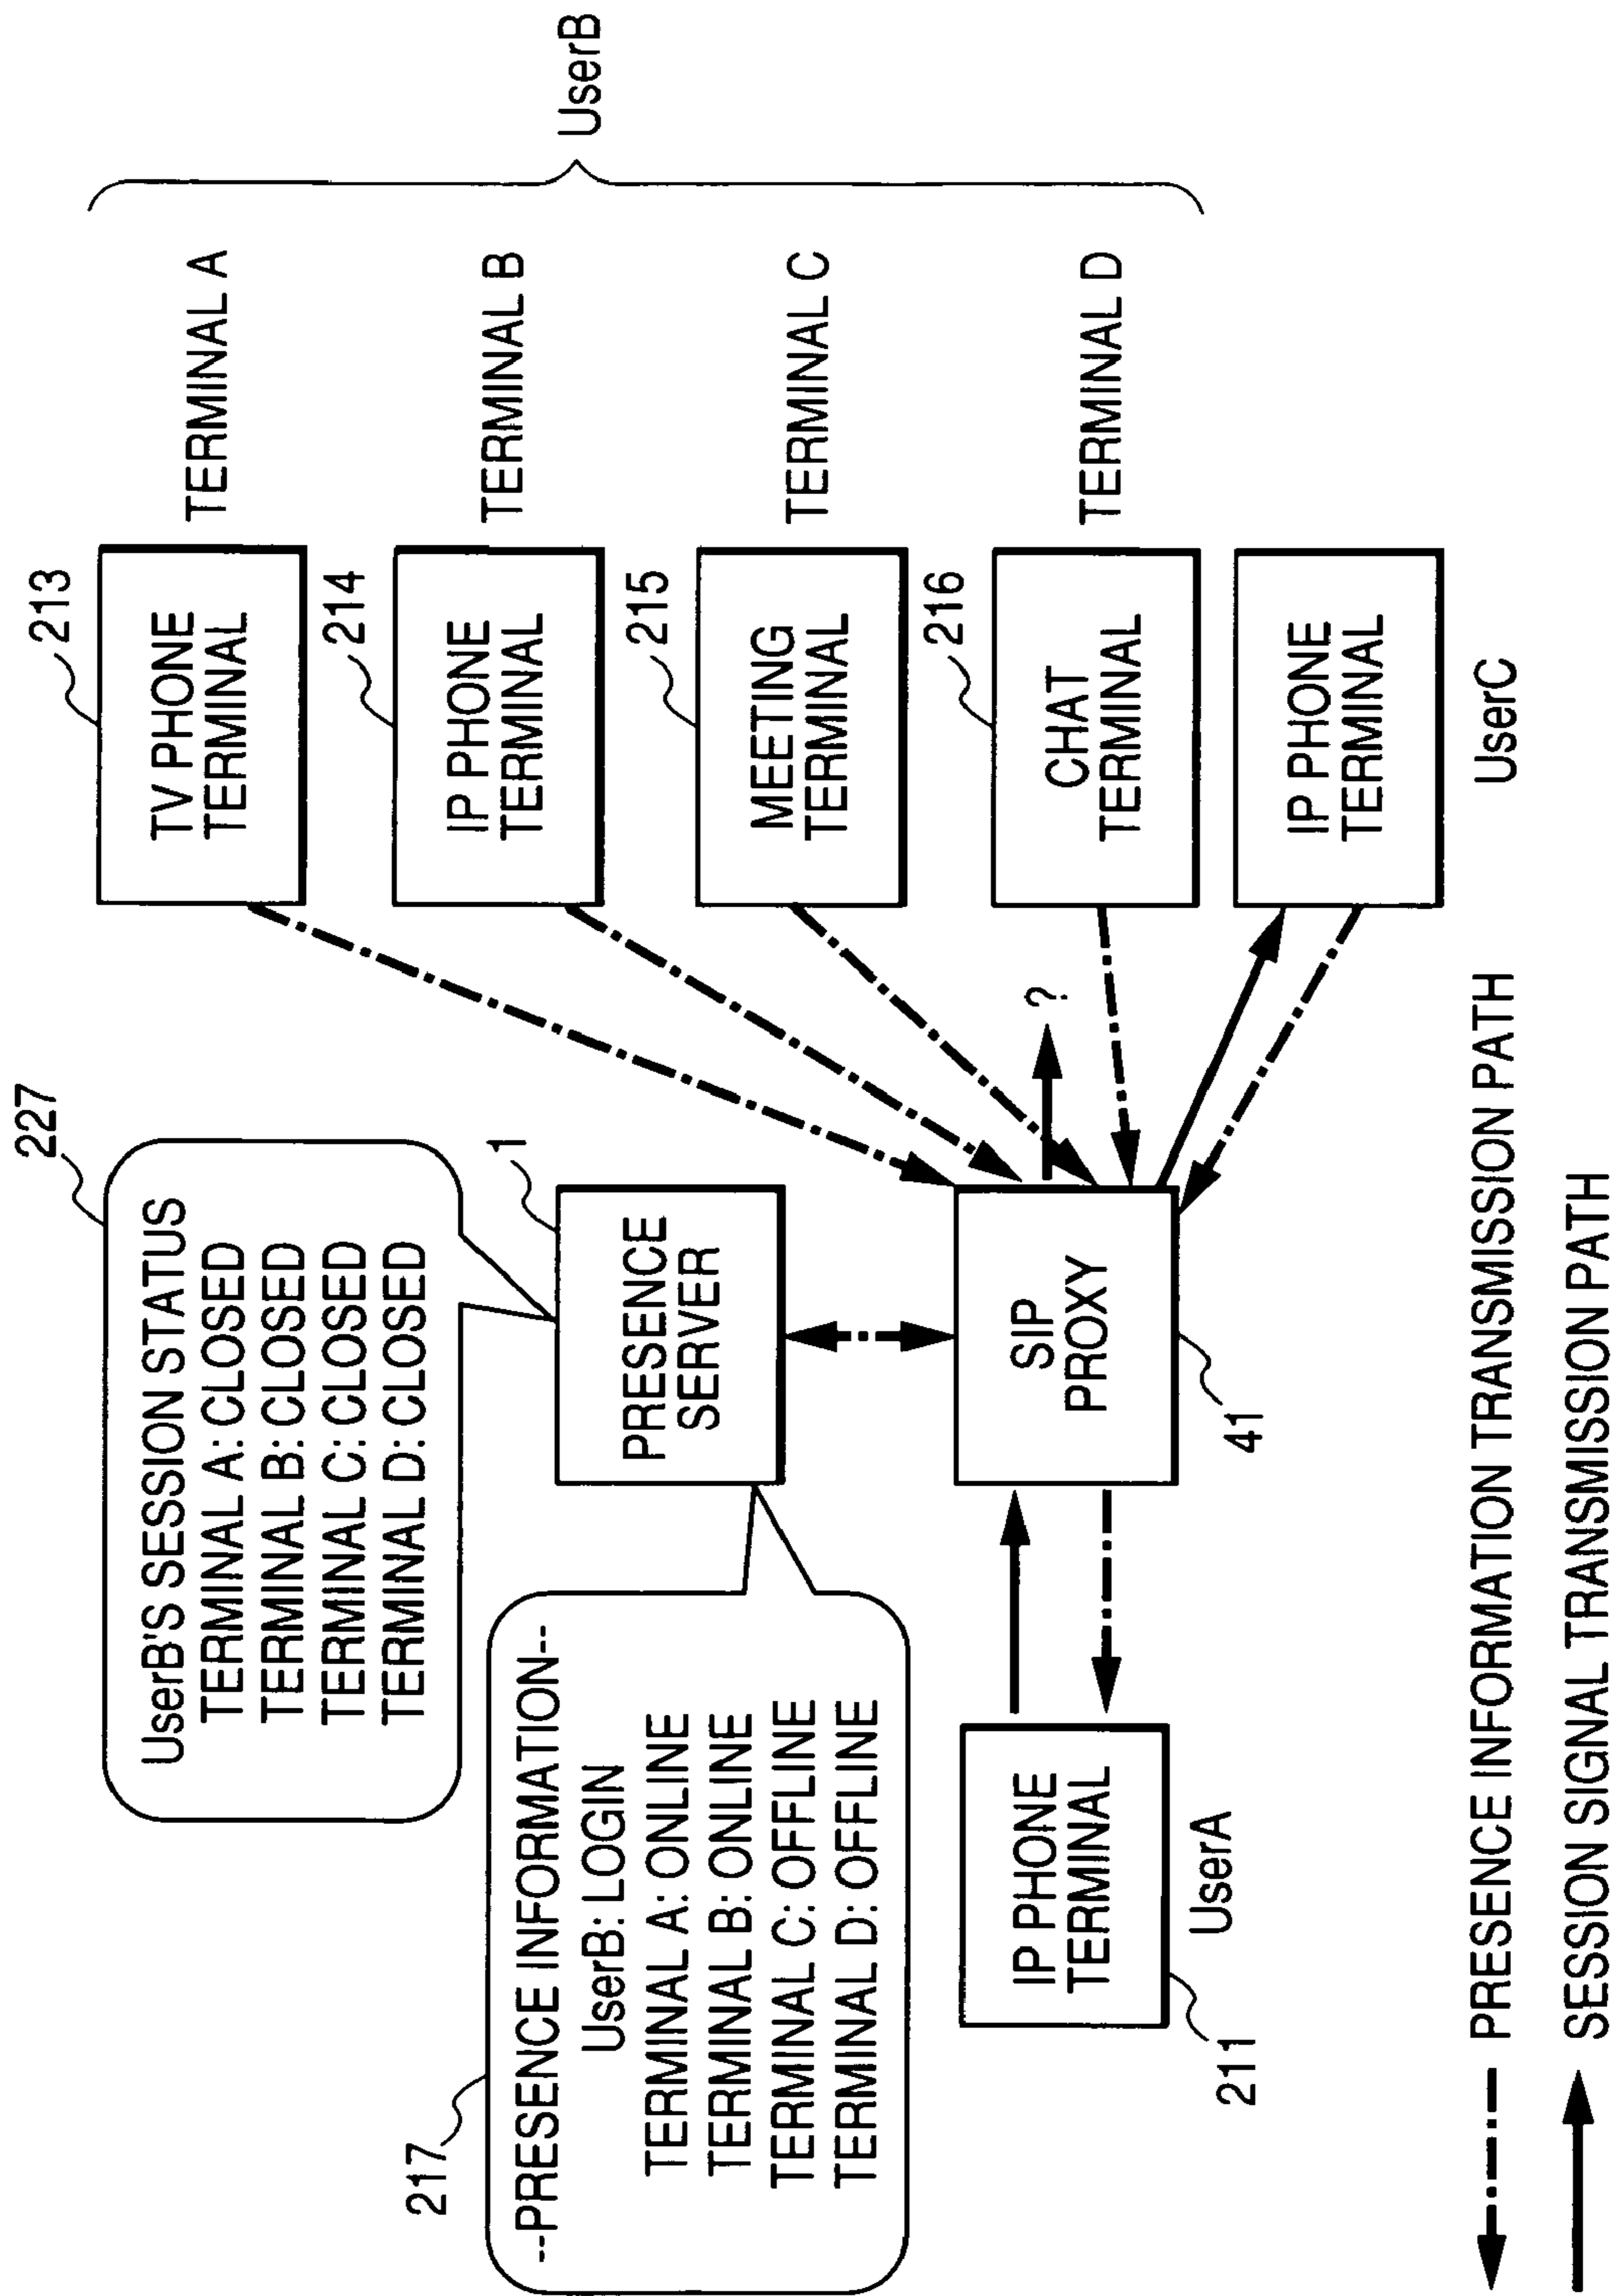 227
UserB'S SESSION STATUS
TERMINAL A: CLOSED
TERMINAL B: CLOSED
TERMINAL C: CLOSED
TERMINAL D: CLOSED
217
--PRESENCE INFORMATION--
UserB: LOGIN
TERMINAL A: ONLINE
TERMINAL B: ONLINE
TERMINAL C: OFFLINE
TERMINAL D: OFFLINE
1
PRESENCE
SERVER
SIP
PROXY
41
?
IP PHONE
TERMINAL
UserA
211
213
TV PHONE
TERMINAL
TERMINAL A
214
IP PHONE
TERMINAL
TERMINAL B
215
MEETING
TERMINAL
TERMINAL C
216
CHAT
TERMINAL
TERMINAL D
UserB
IP PHONE
TERMINAL
UserC
PRESENCE INFORMATION TRANSMISSION PATH
SESSION SIGNAL TRANSMISSION PATH